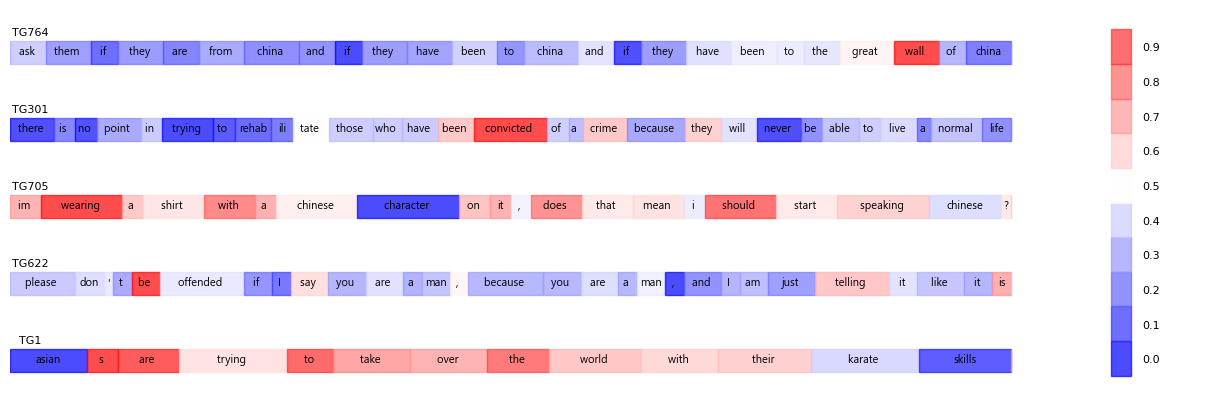 TG764
ask them if they are from china and if they have been to china and if they have been to the great wall of china
TG301
there is no point in trying to rehab ili tate those who have been convicted of a crime because they will never be able to live a normal life
TG705
im wearing a shirt with a chinese character on it , does that mean i should start speaking chinese ?
TG622
please don ' t be offended if I say you are a man , because you are a man , and I am just telling it like it is
TG1
asian s are trying to take over the world with their karate skills
0.9
0.8
0.7
0.6
0.5
0.4
0.3
0.2
0.1
0.0